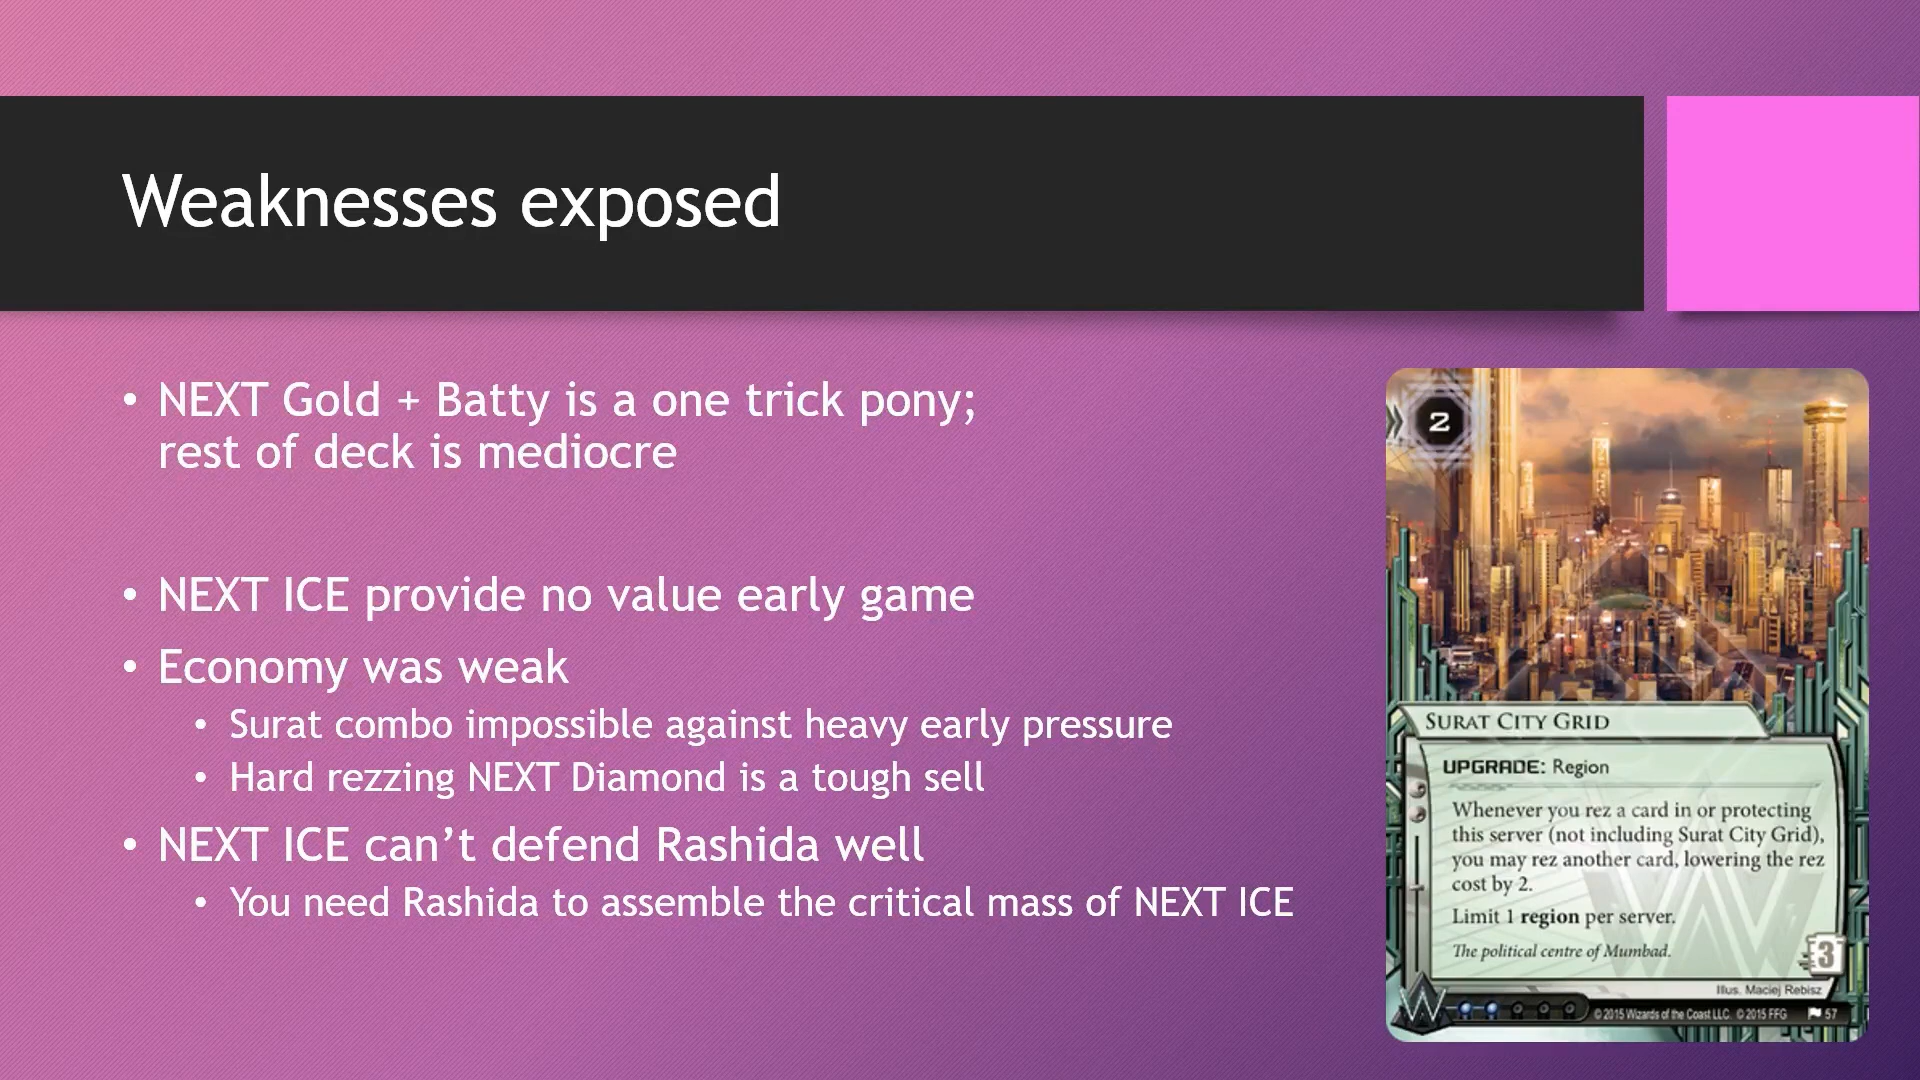 Weaknesses exposed
• NEXT Gold + Batty is a one trick pony;
rest of deck is mediocre
• NEXT ICE provide no value early game
• Economy was weak
• Surat combo impossible against heavy early pressure
• Hard rezzing NEXT Diamond is a tough sell
• NEXT ICE can’t defend Rashida well
• You need Rashida to assemble the critical mass of NEXT ICE
2
Surat City Grid
UPGRADE: Region
Whenever you rez a card in or protecting
this server (not including Surat City Grid),
you may rez another card, lowering the rez
cost by 2.
Limit 1 region per server.
The political centre of Mumbad.
3
Illus. Maciej Rebisz
© 2015 Wizards of the Coast LLC. © 2015 FFG 57